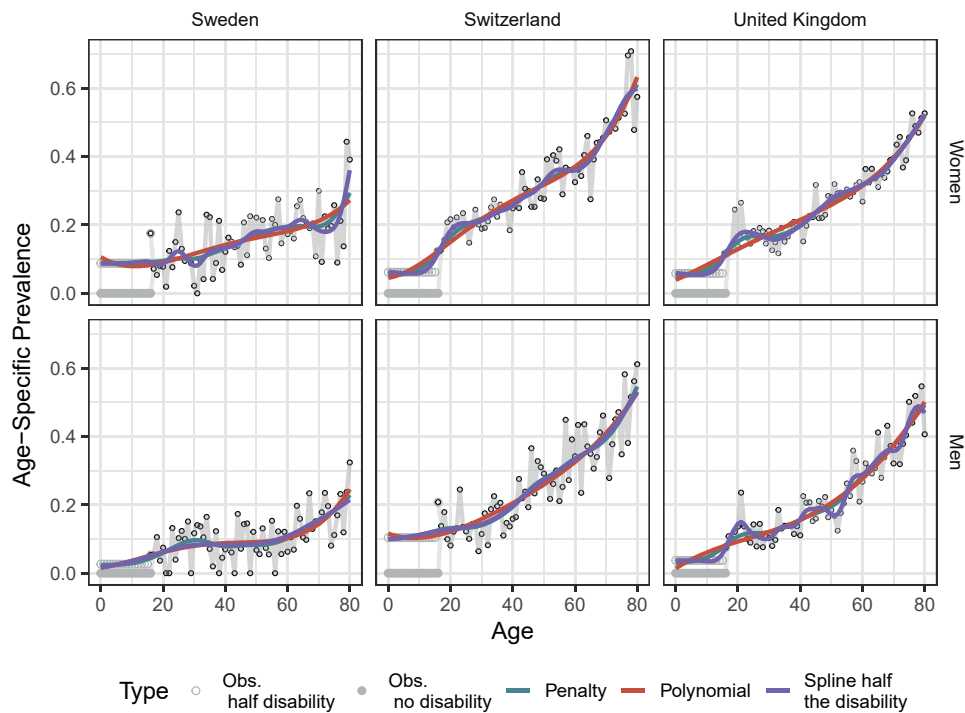 Sweden
Switzerland
United Kingdom
0.6
0.4
0.2
0.0
Women
0.6
0.4
0.2
0.0
Men
Age−Specific Prevalence
0 20 40 60 80
0 20 40 60 80
0 20 40 60 80
Age
Type
Obs.
half disability
Obs.
no disability
Penalty
Polynomial
Spline half
the disability